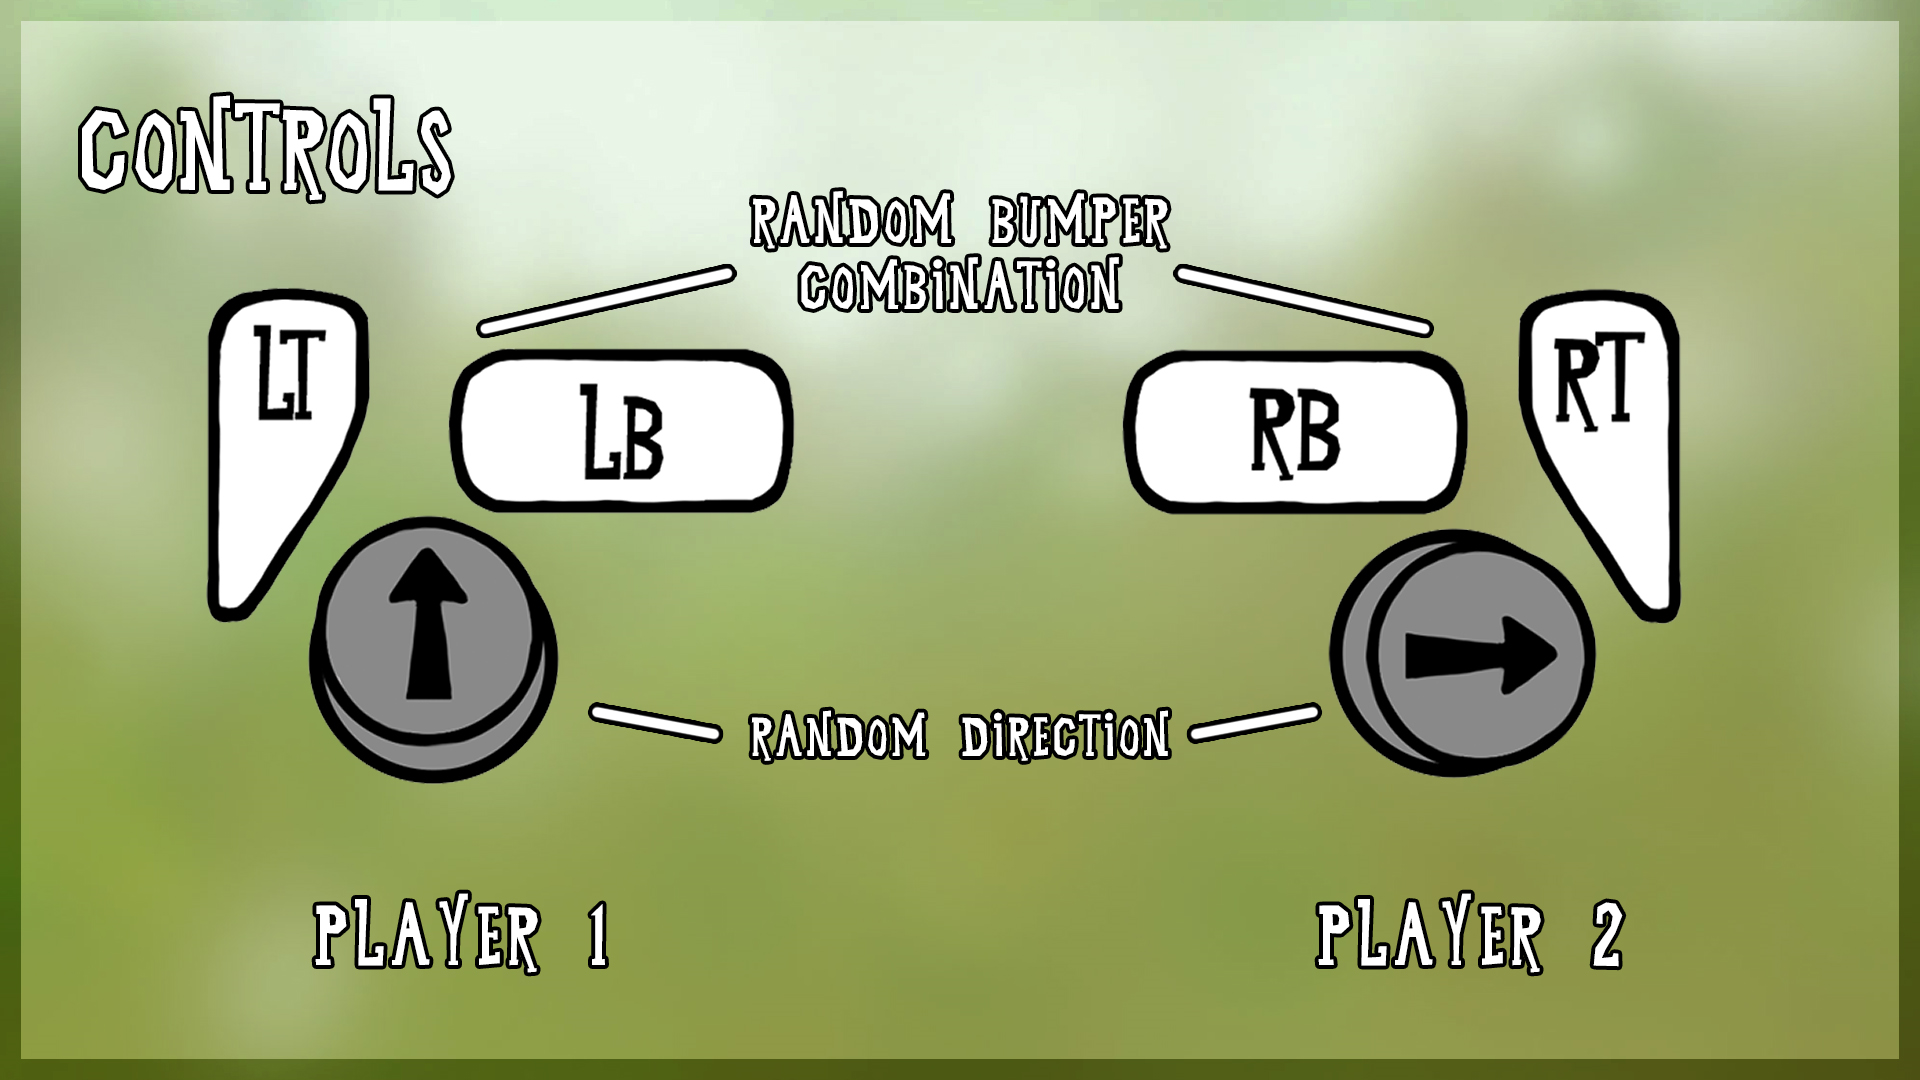 CONTROLS
RANDOM BUMPER
COMBiNATiON
LT
LB
RB
RT
RANDOM DiRECTiON
PLAYER 1
PLAYER 2